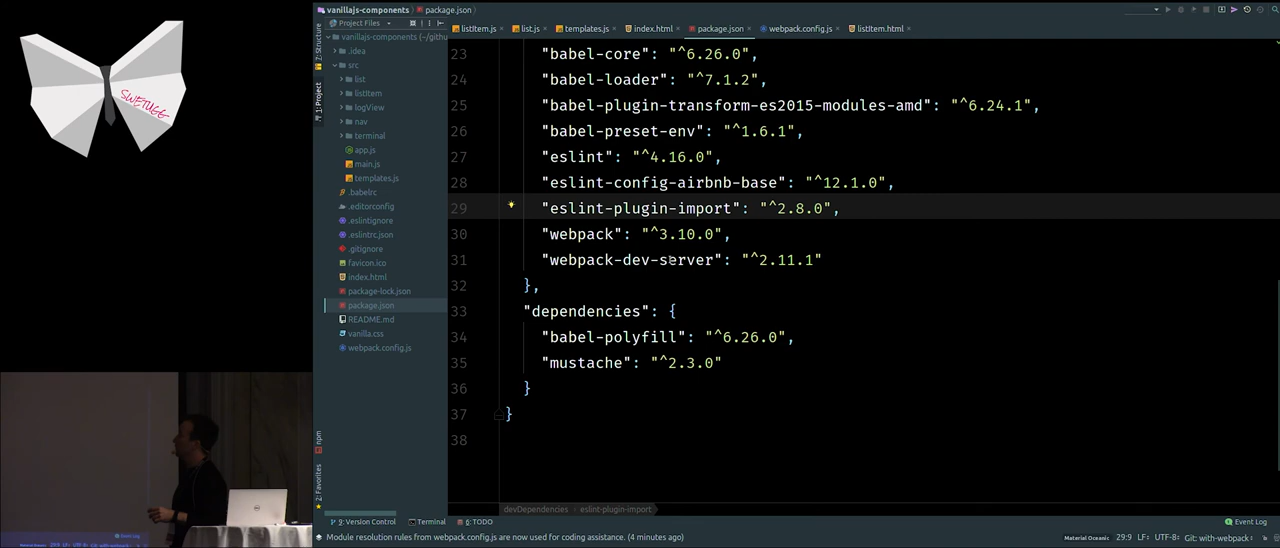 SWETUGG
vanillajs-components
package.json
Project Files
listItem.js
list.js
templates.js
index.html
package.json
webpack.config.js
listItem.html
Z: Structure
1: Project
npm
2: Favorites
vanillajs-components (~/githu
.idea
src
list
listItem
logView
nav
terminal
app.js
main.js
templates.js
.babelrc
.editorconfig
.eslintignore
.eslintrc.json
.gitignore
favicon.ico
index.html
package-lock.json
package.json
README.md
vanilla.css
webpack.config.js
23 "babel-core": "^6.26.0",
24 "babel-loader": "^7.1.2",
25 "babel-plugin-transform-es2015-modules-amd": "^6.24.1",
26 "babel-preset-env": "^1.6.1",
27 "eslint": "^4.16.0",
28 "eslint-config-airbnb-base": "^12.1.0",
29 "eslint-plugin-import": "^2.8.0",
30 "webpack": "^3.10.0",
31 "webpack-dev-server": "^2.11.1"
32 },
33 "dependencies": {
34 "babel-polyfill": "^6.26.0",
35 "mustache": "^2.3.0"
36 }
37 }
38
devDependencies eslint-plugin-import
9: Version Control Terminal 6: TODO Event Log
Module resolution rules from webpack.config.js are now used for coding assistance. (4 minutes ago)
Material Oceanic 29:9 LF÷ UTF-8÷ Git: with-webpack÷